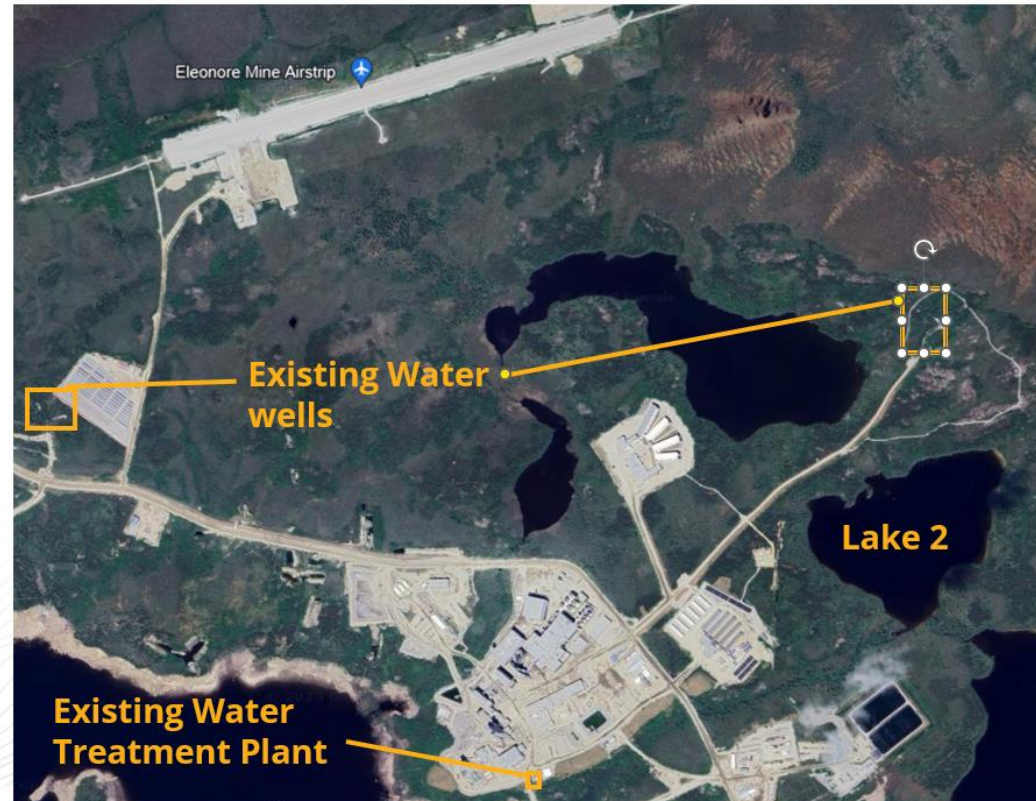 Eleonore Mine Airstrip
Existing Water
wells
Lake 2
Existing Water
Treatment Plant